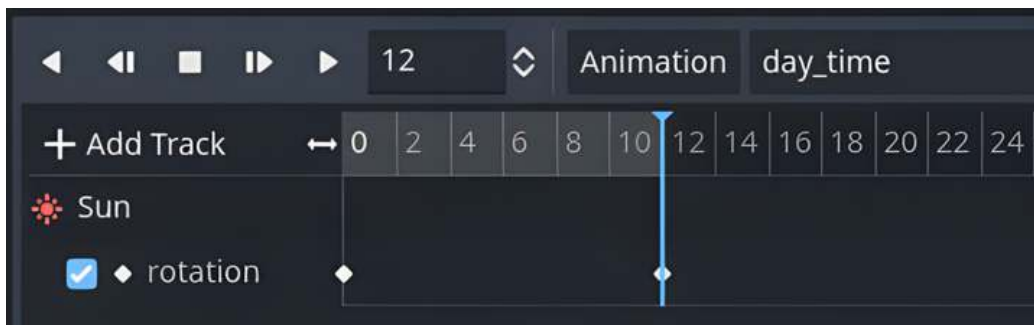 12 Animation day_time
+ Add Track 0 2 4 6 8 10 12 14 16 18 20 22 24
Sun
rotation